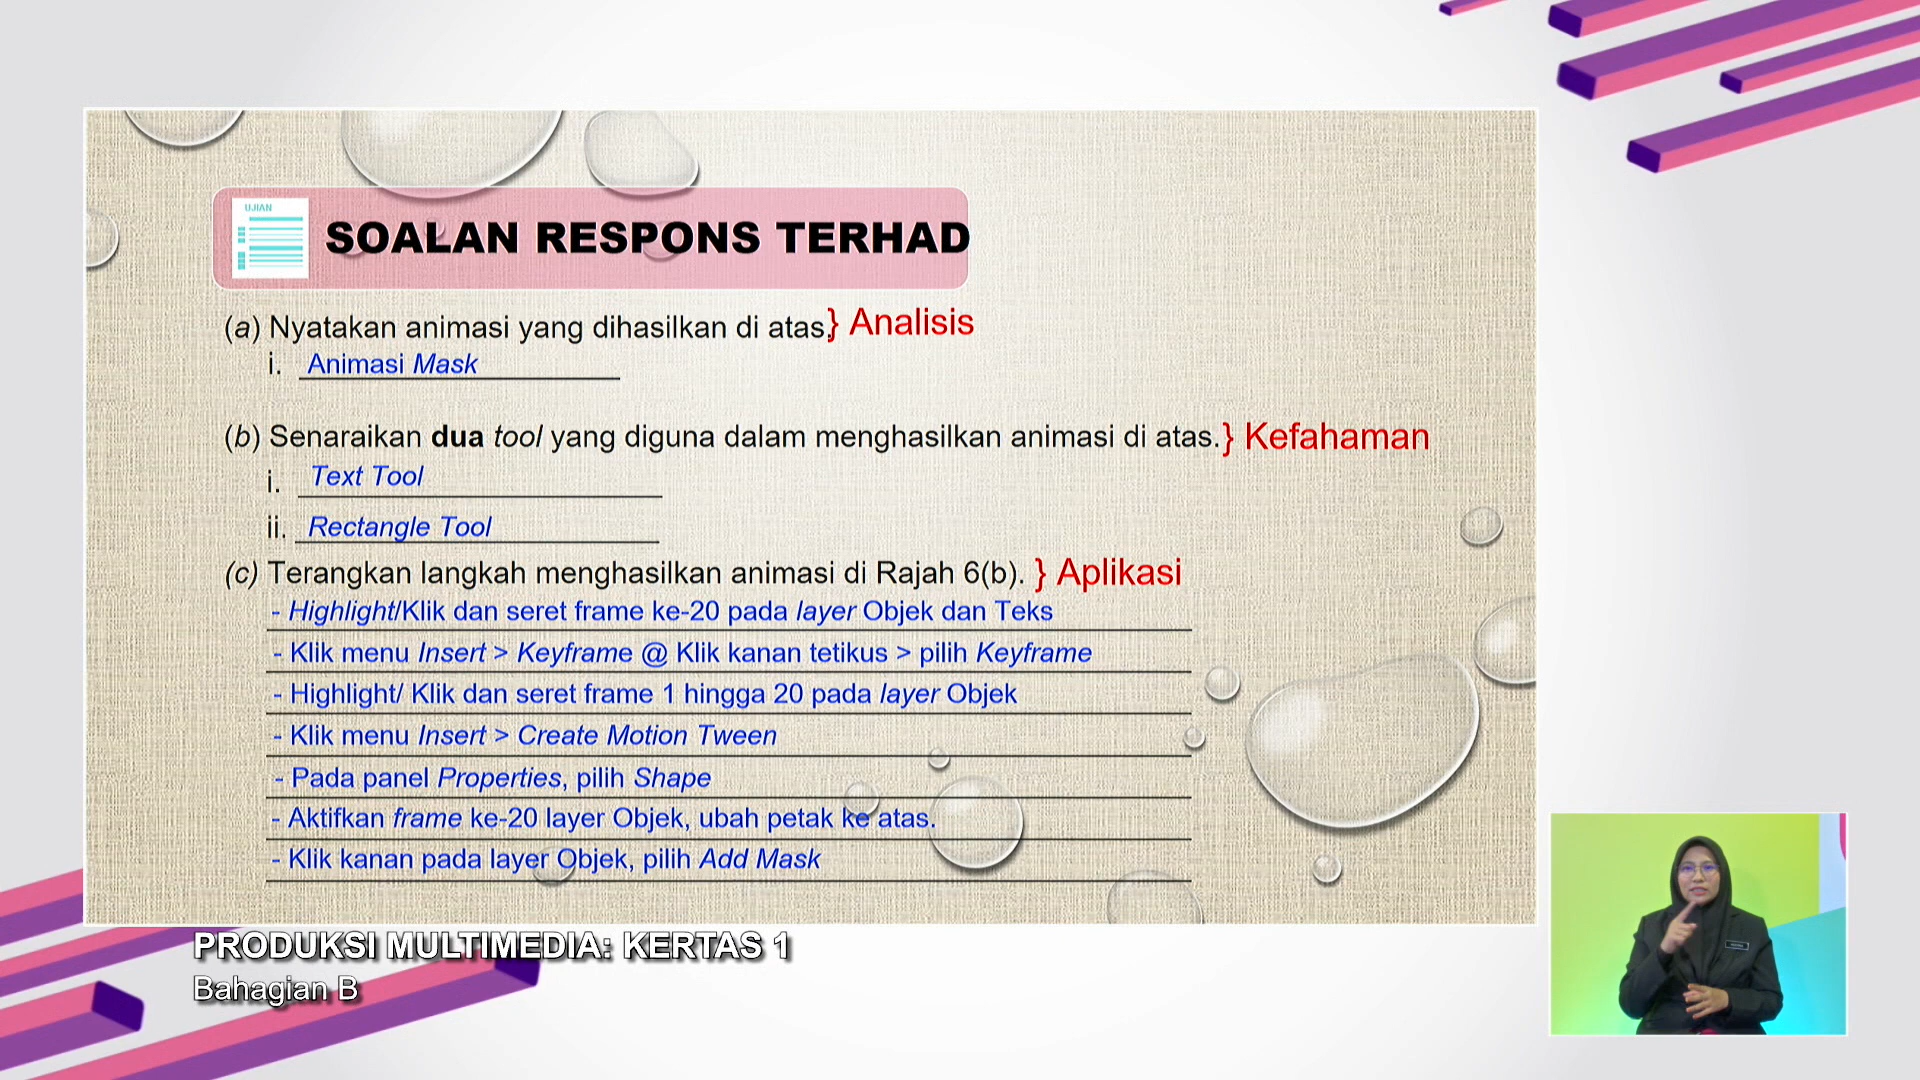 UJIAN
SOALAN RESPONS TERHAD
(a) Nyatakan animasi yang dihasilkan di atas. } Analisis
i. Animasi Mask
(b) Senaraikan dua tool yang diguna dalam menghasilkan animasi di atas. } Kefahaman
i. Text Tool
ii. Rectangle Tool
(c) Terangkan langkah menghasilkan animasi di Rajah 6(b). } Aplikasi
- Highlight/Klik dan seret frame ke-20 pada layer Objek dan Teks
- Klik menu Insert > Keyframe @ Klik kanan tetikus > pilih Keyframe
- Highlight/ Klik dan seret frame 1 hingga 20 pada layer Objek
- Klik menu Insert > Create Motion Tween
- Pada panel Properties, pilih Shape
- Aktifkan frame ke-20 layer Objek, ubah petak ke atas.
- Klik kanan pada layer Objek, pilih Add Mask
PRODUKSI MULTIMEDIA: KERTAS 1
Bahagian B